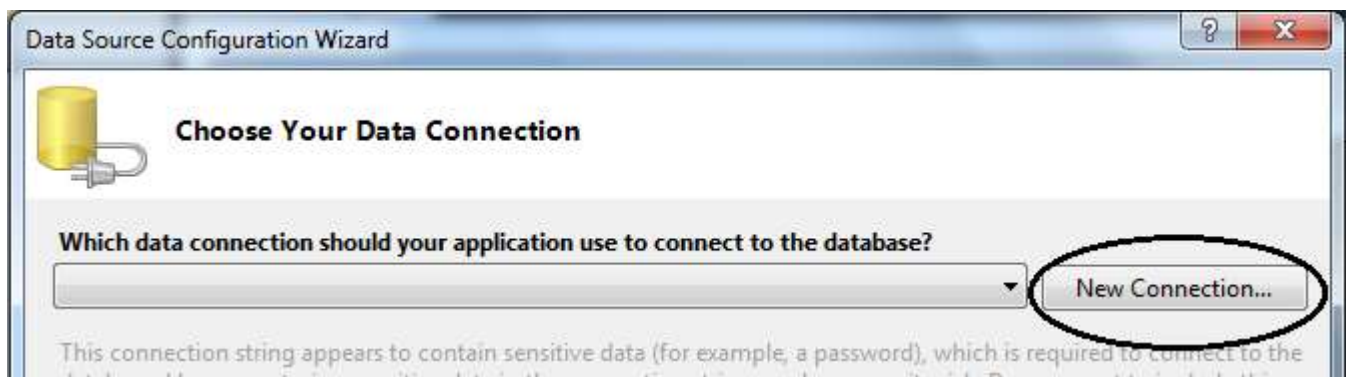 Data Source Configuration Wizard
Choose Your Data Connection
Which data connection should your application use to connect to the database?
New Connection...
This connection string appears to contain sensitive data (for example, a password), which is required to connect to the